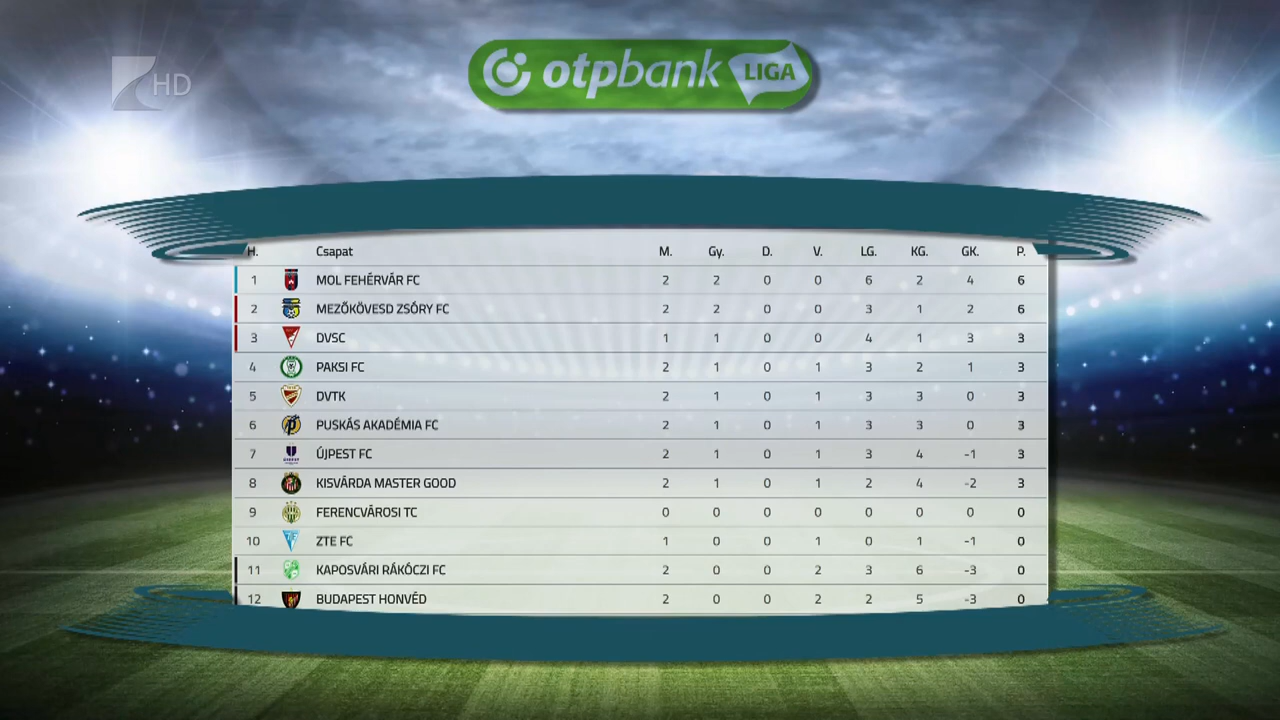 HD
otpbank LIGA
H. Csapat M. Gy. D. V. LG. KG. GK. P.
1 MOL FEHÉRVÁR FC 2 2 0 0 6 2 4 6
2 MEZŐKÖVESD ZSÓRY FC 2 2 0 0 3 1 2 6
3 DVSC 1 1 0 0 4 1 3 3
4 PAKSI FC 2 1 0 1 3 2 1 3
5 DVTK 2 1 0 1 3 3 0 3
6 PUSKÁS AKADÉMIA FC 2 1 0 1 3 3 0 3
7 ÚJPEST FC 2 1 0 1 3 4 -1 3
8 KISVÁRDA MASTER GOOD 2 1 0 1 2 4 -2 3
9 FERENCVÁROSI TC 0 0 0 0 0 0 0 0
10 ZTE FC 1 0 0 1 0 1 -1 0
11 KAPOSVÁRI RÁKÓCZI FC 2 0 0 2 3 6 -3 0
12 BUDAPEST HONVÉD 2 0 0 2 2 5 -3 0